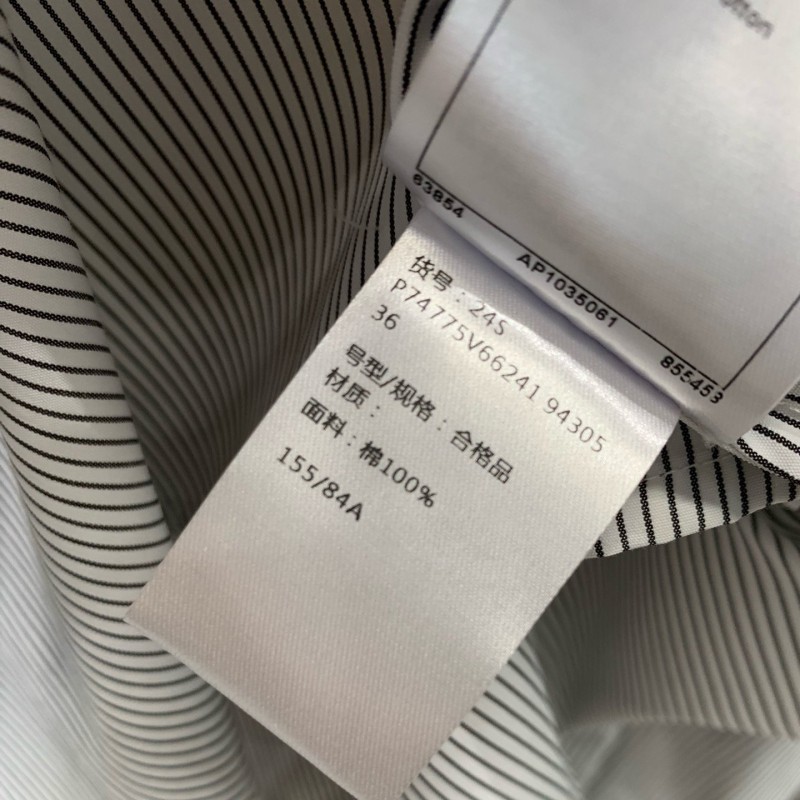 63854
AP1035061
855453
货号：24S
P74775V66241 94305
36
号型/规格：合格品
材质：
面料：棉100%
155/84A